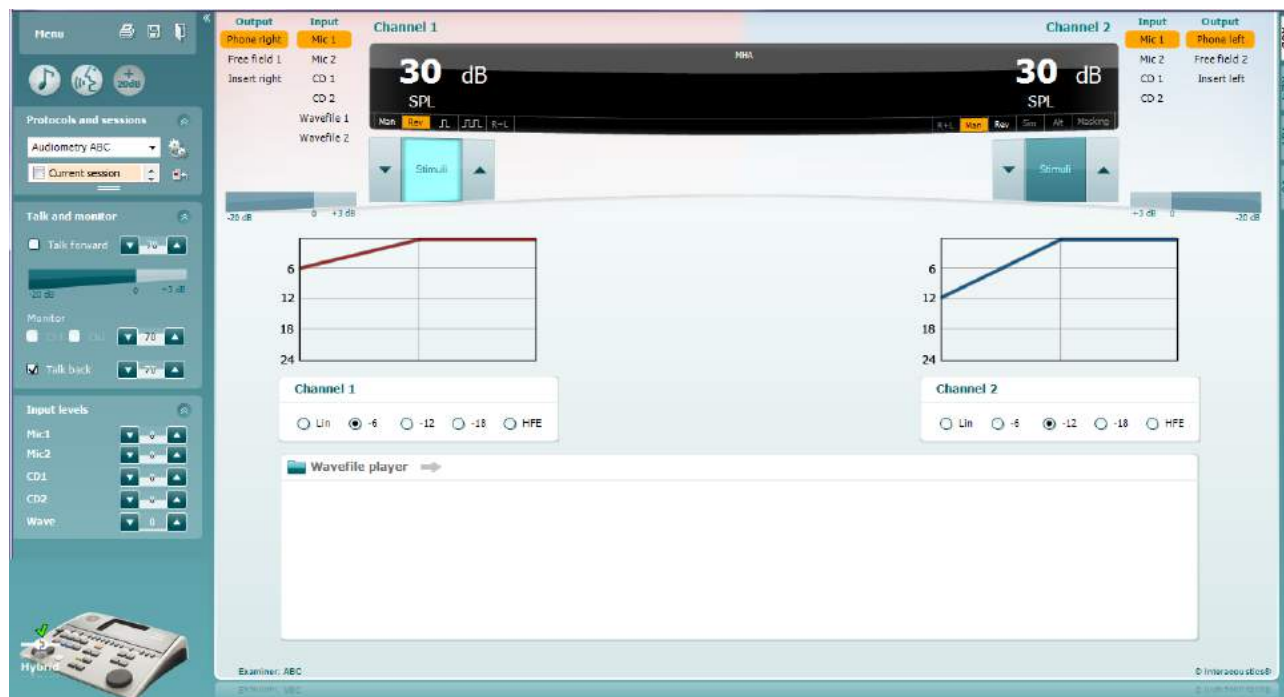 Menu
+
20dB
Protocols and sessions
Audiometry ABC
Current session
Talk and monitor
Talk forward
-20 dB 0 +3 dB
Monitor
70
Talk back 70
Input levels
Mic1 0
Mic2 0
CD1 0
CD2 0
Wave 0
Hybrid
Output Input
Phone right Mic 1
Free field 1 Mic 2
Insert right CD 1
CD 2
Wavefile 1
Wavefile 2
-20 dB 0 +3 dB
Channel 1
MHA
30 dB
SPL
Man Rev R+L
Stimuli
Channel 2
30 dB
SPL
R+L Man Rev Sim Alt Masking
Stimuli
Input Output
Mic 1 Phone left
Mic 2 Free field 2
CD 1 Insert left
CD 2
+3 dB 0 -20 dB
6
12
18
24
6
12
18
24
Channel 1
Lin -6 -12 -18 HFE
Channel 2
Lin -6 -12 -18 HFE
Wavefile player
Examiner: ABC
© Interacoustics®